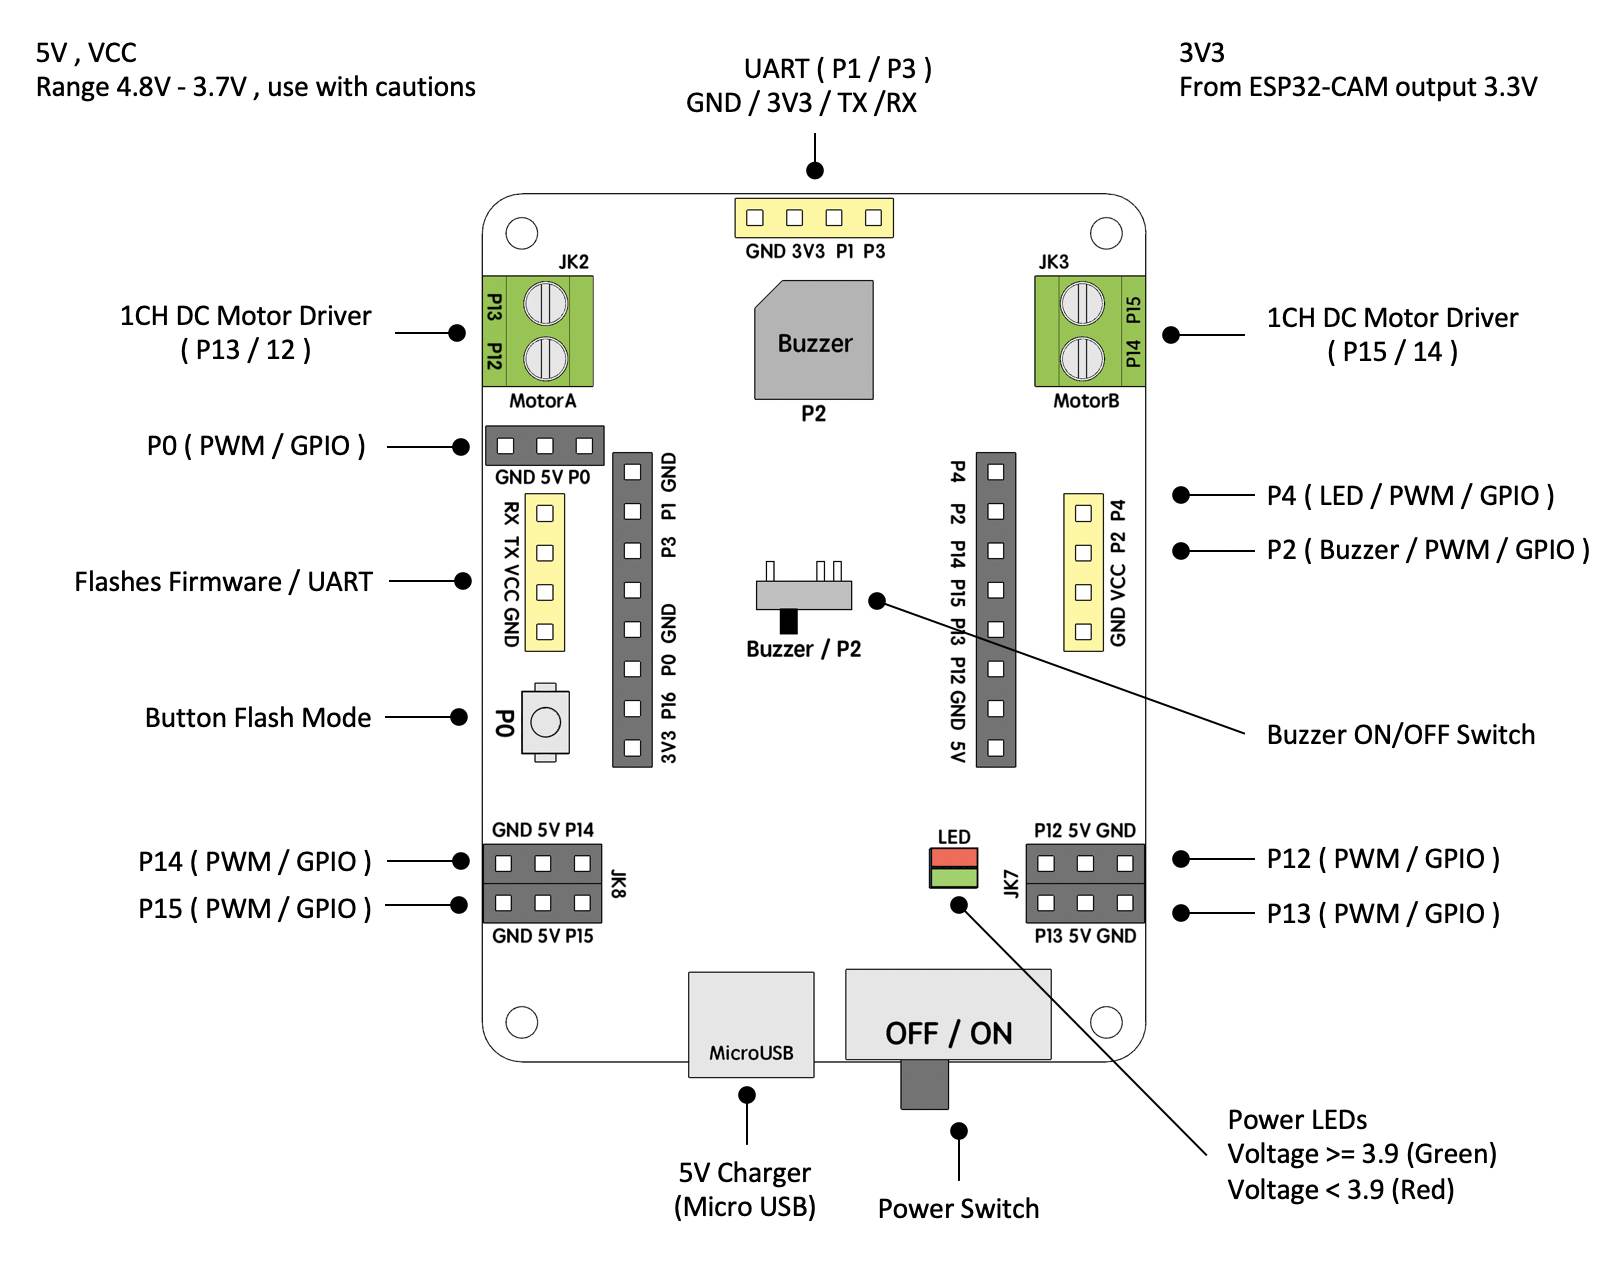 5V , VCC
Range 4.8V - 3.7V , use with cautions
UART ( P1 / P3 )
GND / 3V3 / TX /RX
3V3
From ESP32-CAM output 3.3V
GND 3V3 P1 P3
JK2
JK3
P13
P12
P15
P14
1CH DC Motor Driver
( P13 / 12 )
Buzzer
1CH DC Motor Driver
( P15 / 14 )
MotorA
P2
MotorB
P0 ( PWM / GPIO )
GND 5V P0
RX TX VCC GND
GND P1 P3 GND P0 P16 3V3
P4 P2 P14 P15 P13 P12 GND 5V
P4 P2 VCC GND
P4 ( LED / PWM / GPIO )
P2 ( Buzzer / PWM / GPIO )
Flashes Firmware / UART
Buzzer / P2
Button Flash Mode
P0
Buzzer ON/OFF Switch
GND 5V P14
LED
P12 5V GND
P14 ( PWM / GPIO )
P15 ( PWM / GPIO )
JK8
JK7
P12 ( PWM / GPIO )
P13 ( PWM / GPIO )
GND 5V P15
P13 5V GND
MicroUSB
OFF / ON
5V Charger
(Micro USB)
Power Switch
Power LEDs
Voltage >= 3.9 (Green)
Voltage < 3.9 (Red)